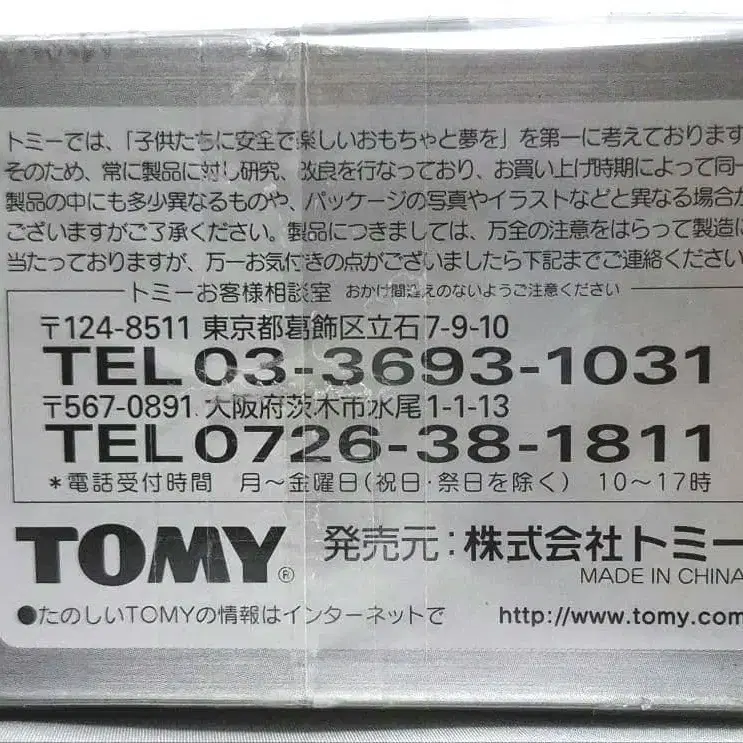 トミーでは、「子供たちに安全で楽しいおもちゃと夢を」を第一に考えております
そのため、常に製品に対し研究、改良を行なっており、お買い上げ時期によって同一
製品の中にも多少異なるものや、パッケージの写真やイラストなどと異なる場合が
ございますがご了承ください。製品につきましては、万全の注意をはらって製造に
当たっておりますが、万一お気付きの点がございましたら下記までご連絡ください
トミーお客様相談室 おかけ間違えのないようご注意ください
〒124-8511 東京都葛飾区立石7-9-10
TEL03-3693-1031
〒567-0891 大阪府茨木市水尾1-1-13
TEL0726-38-1811
*電話受付時間 月~金曜日(祝日・祭日を除く) 10~17時
TOMY® 発売元:株式会社トミー
MADE IN CHINA
●たのしいTOMYの情報はインターネットで http://www.tomy.com